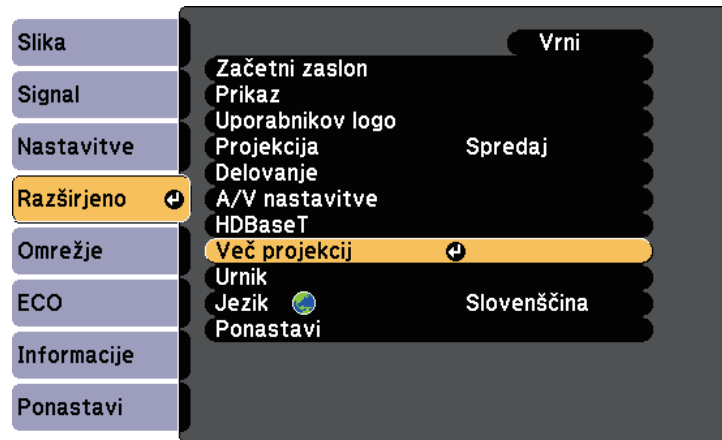 Slika
Signal
Nastavitve
Razširjeno
Omrežje
ECO
Informacije
Ponastavi
Vrni
Začetni zaslon
Prikaz
Uporabnikov logo
Projekcija Spredaj
Delovanje
A/V nastavitve
HDBaseT
Več projekcij
Urnik
Jezik Slovenščina
Ponastavi